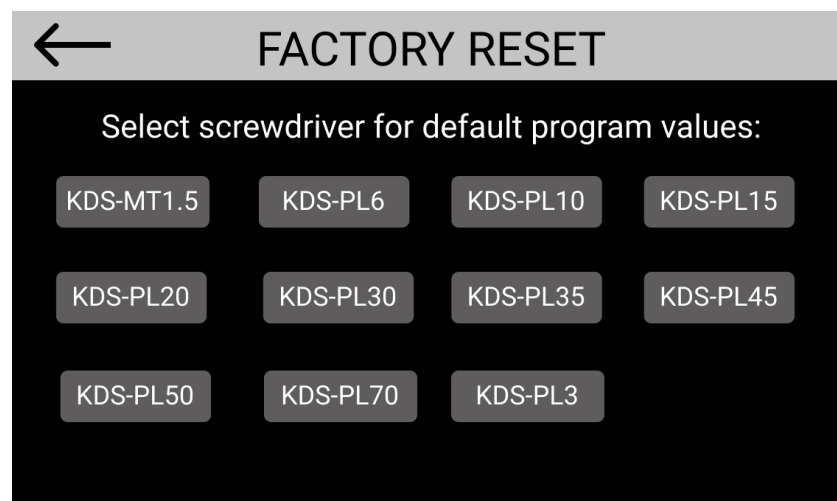 FACTORY RESET
Select screwdriver for default program values:
KDS-MT1.5 KDS-PL6 KDS-PL10 KDS-PL15
KDS-PL20 KDS-PL30 KDS-PL35 KDS-PL45
KDS-PL50 KDS-PL70 KDS-PL3